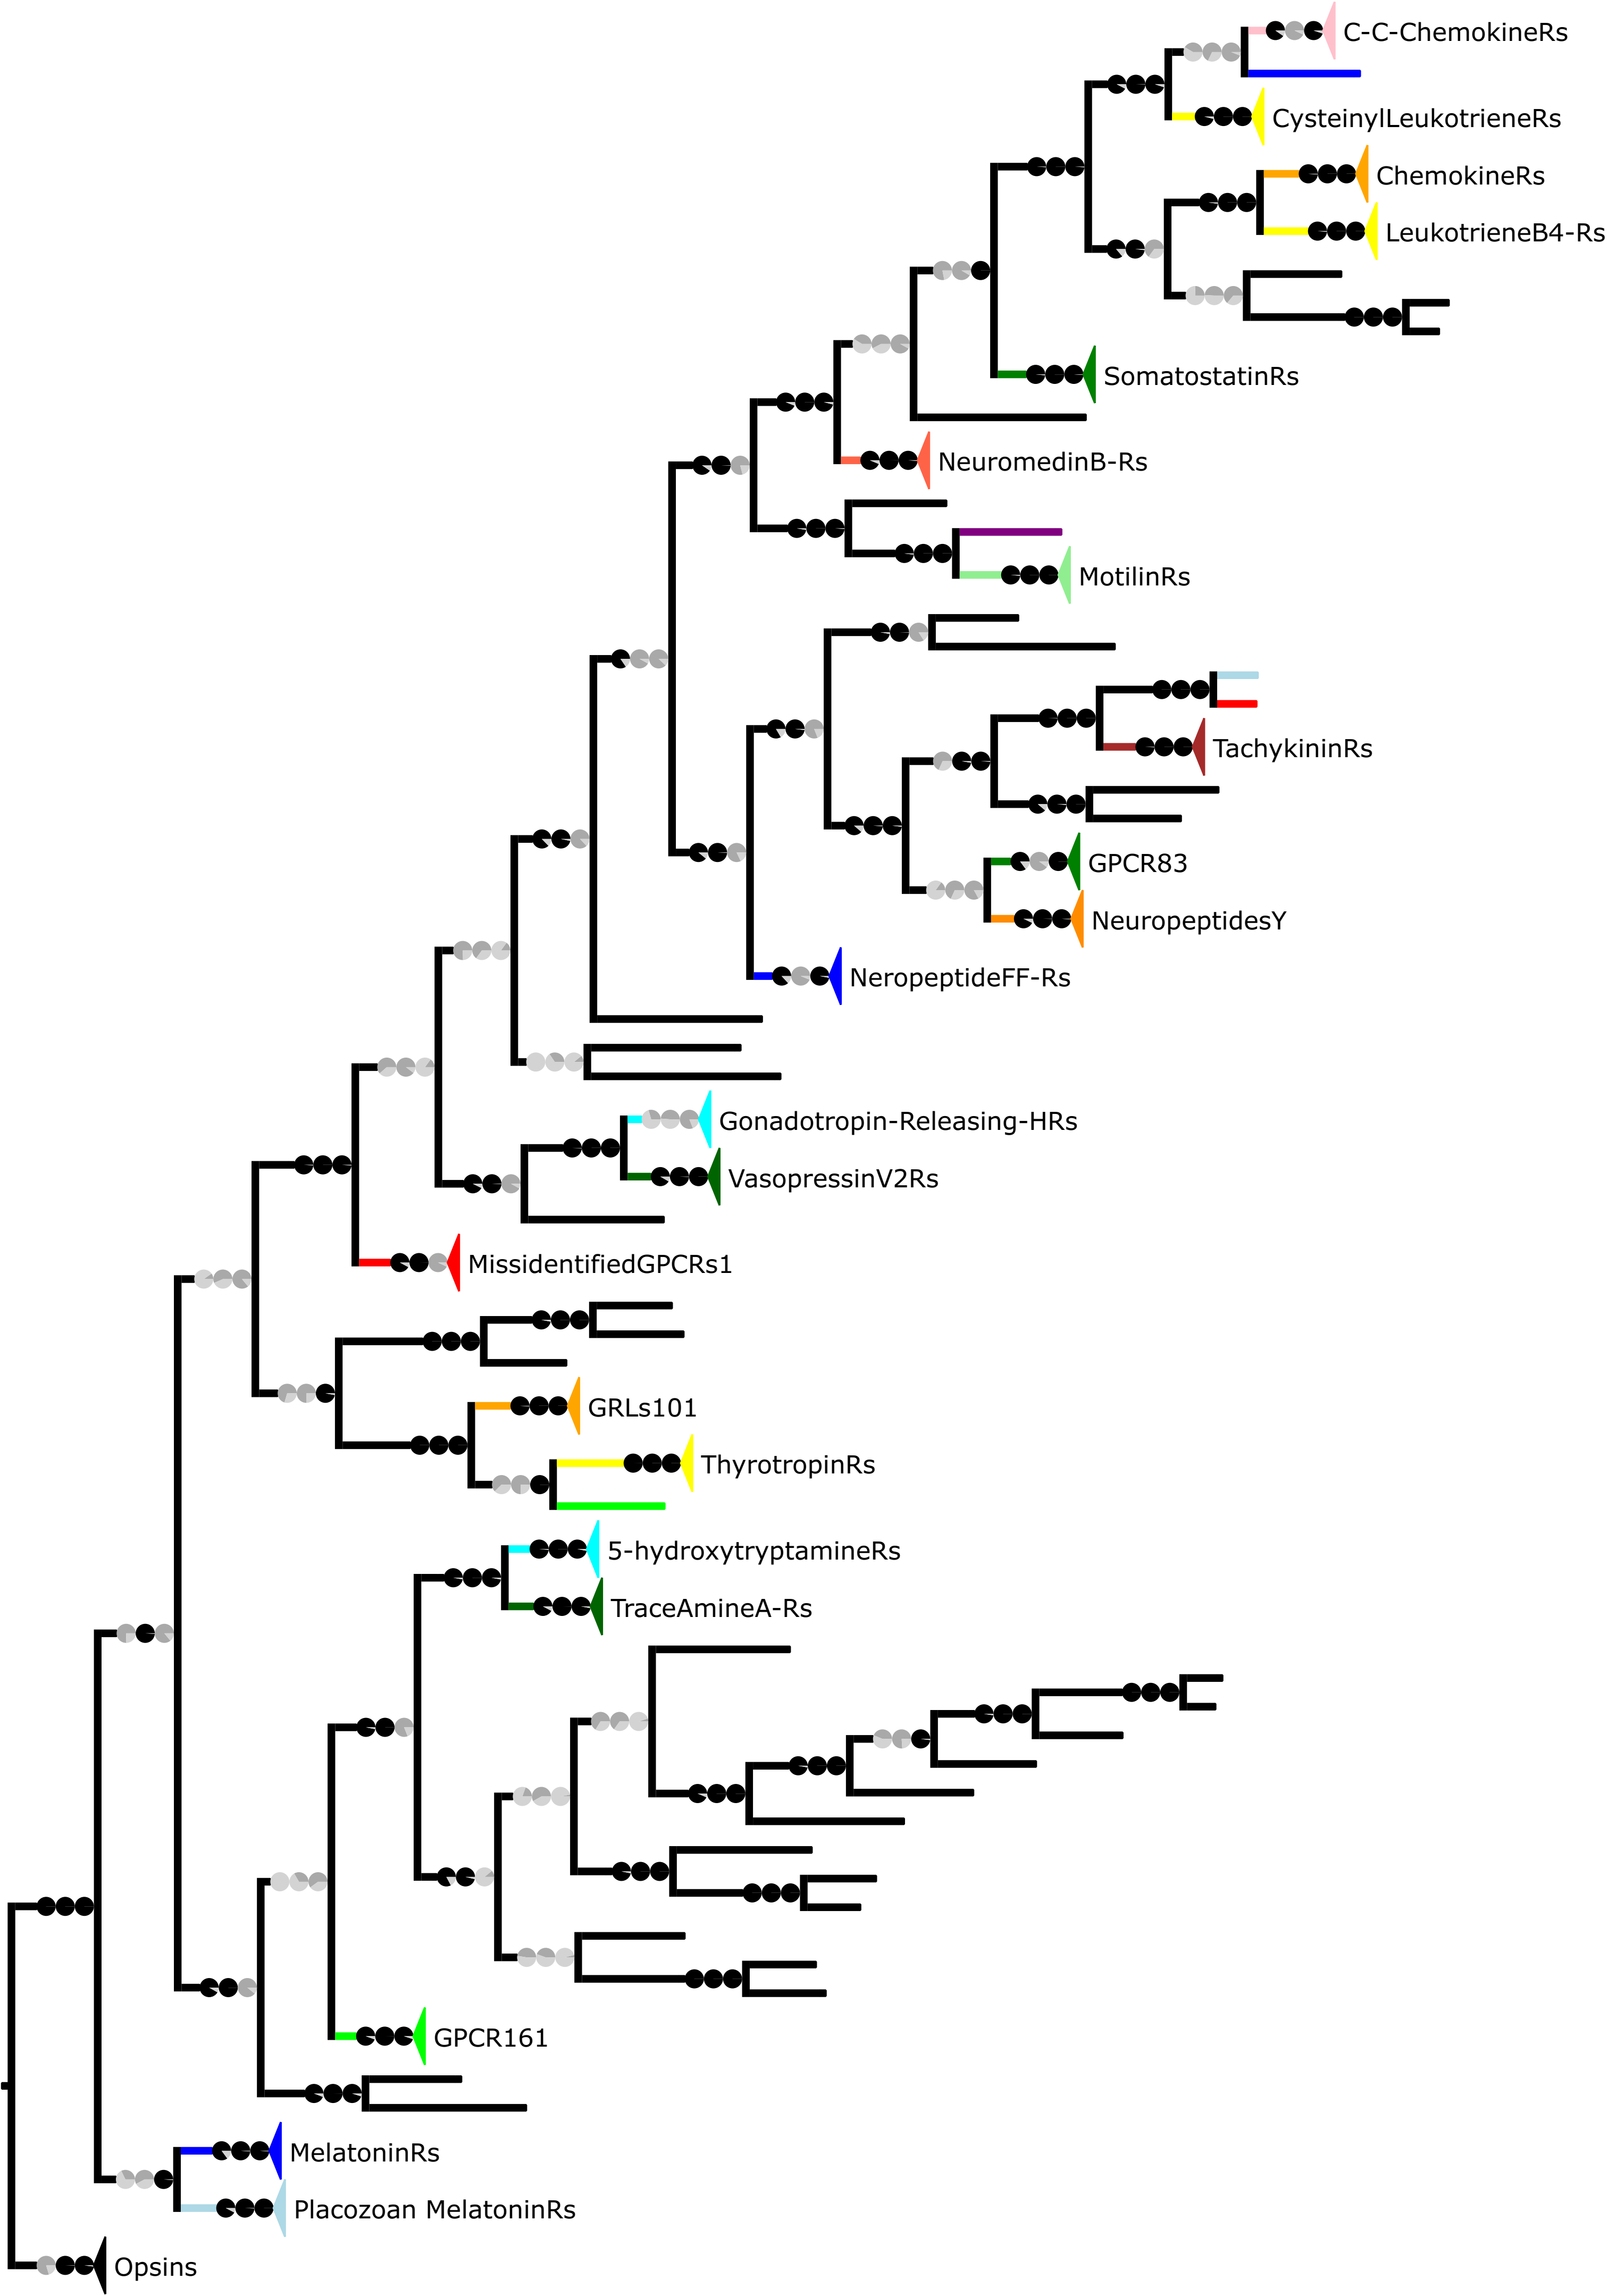 C-C-ChemokineRs
CysteinylLeukotrieneRs
ChemokineRs
LeukotrieneB4-Rs
SomatostatinRs
NeuromedinB-Rs
MotilinRs
TachykininRs
GPCR83
NeuropeptidesY
NeropeptideFF-Rs
Gonadotropin-Releasing-HRs
VasopressinV2Rs
MissidentifiedGPCRs1
GRLs101
ThyrotropinRs
5-hydroxytryptamineRs
TraceAmineA-Rs
GPCR161
MelatoninRs
Placozoan MelatoninRs
Opsins